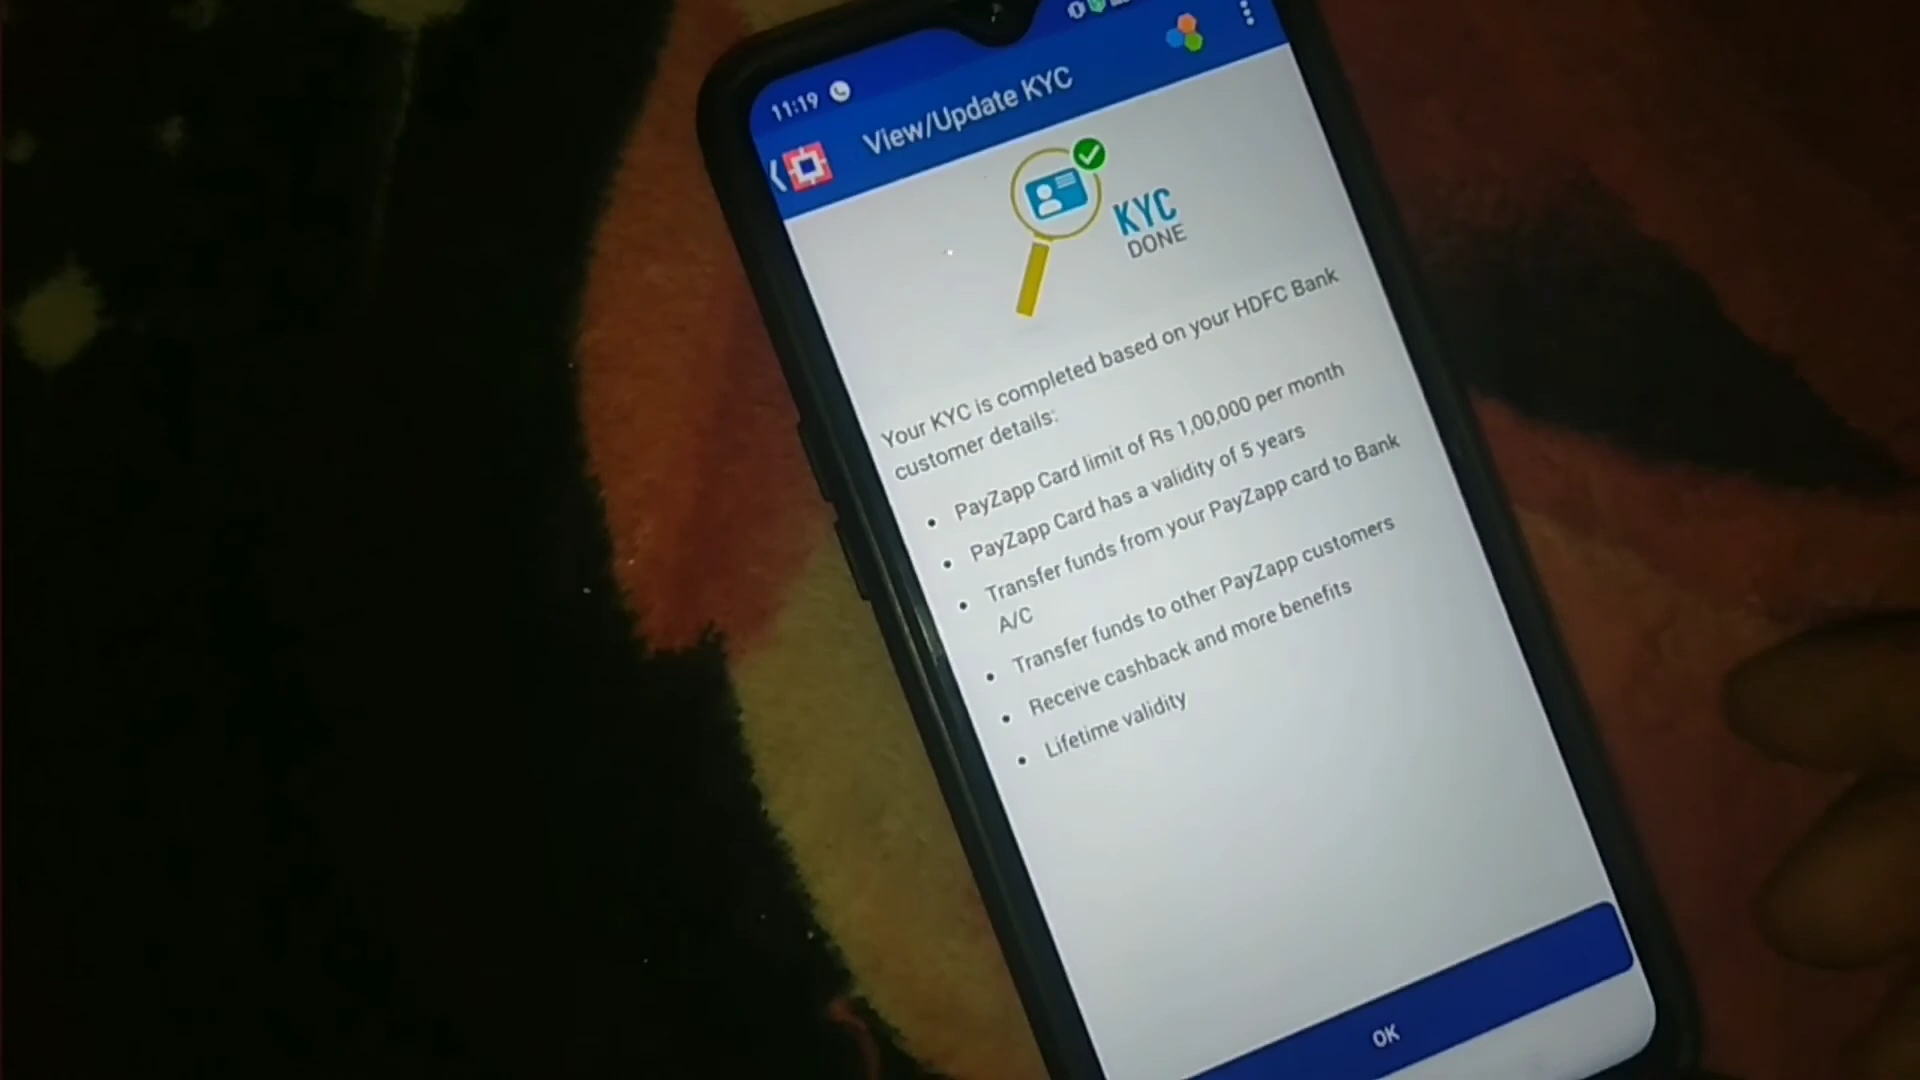 11:19
View/Update KYC
KYC
DONE
Your KYC is completed based on your HDFC Bank
customer details:
• PayZapp Card limit of Rs 1,00,000 per month
• PayZapp Card has a validity of 5 years
• Transfer funds from your PayZapp card to Bank
A/C
• Transfer funds to other PayZapp customers
• Receive cashback and more benefits
• Lifetime validity
OK